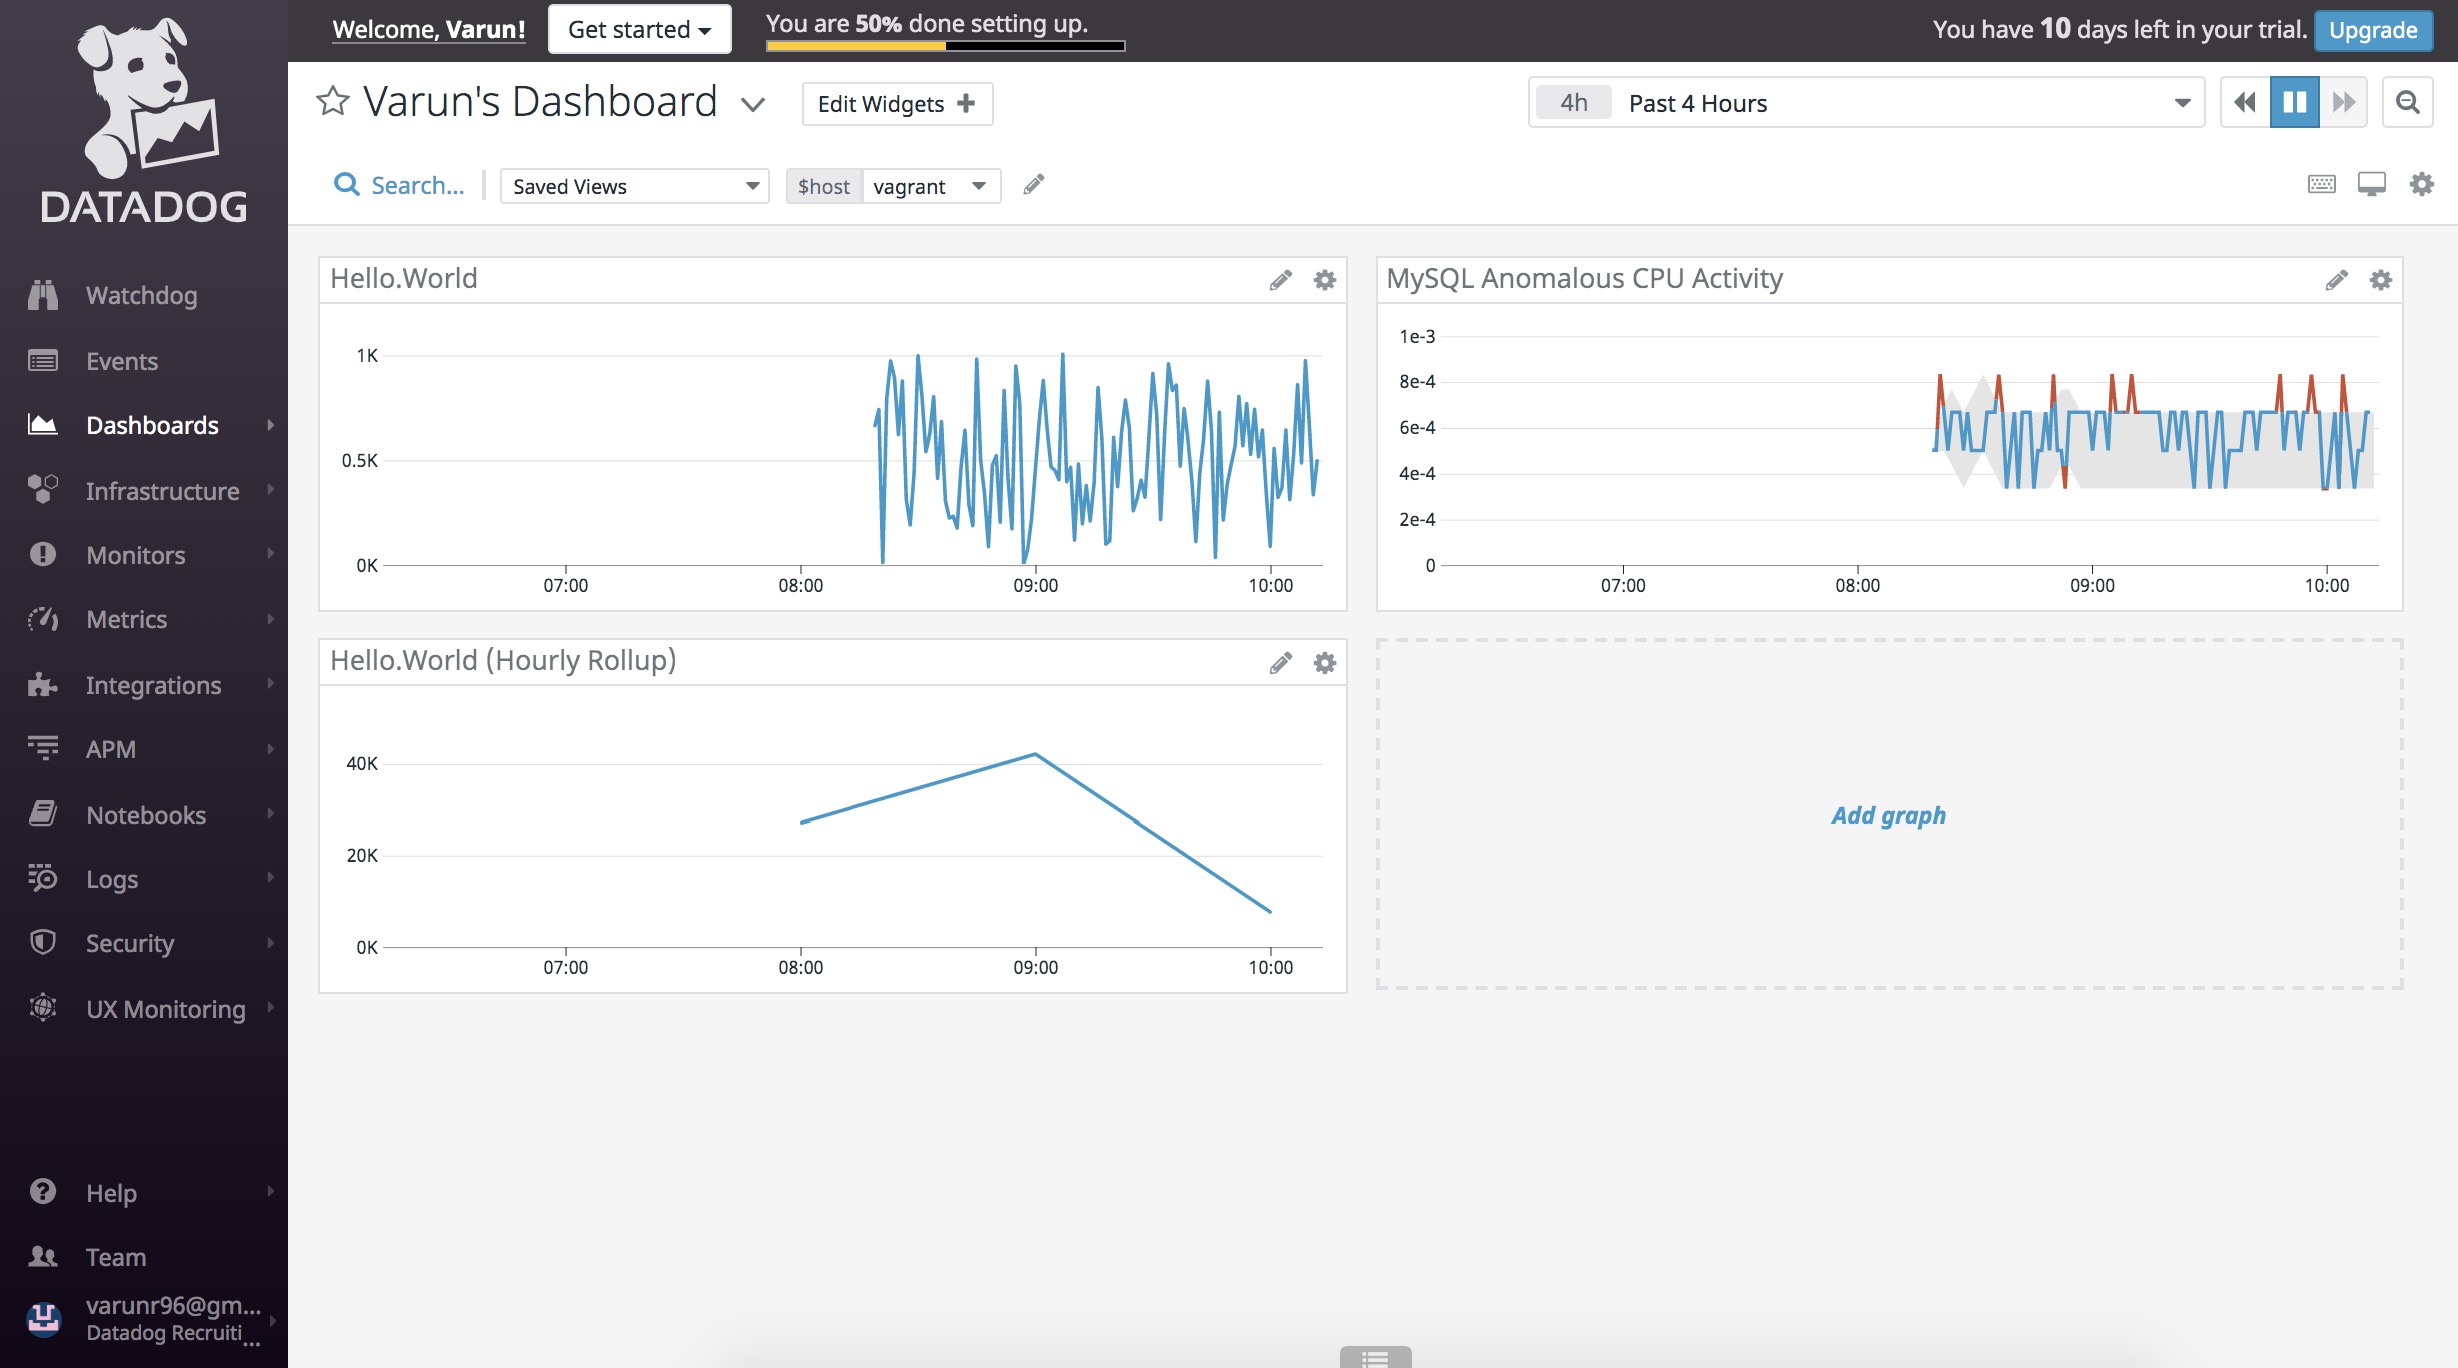 DATADOG
Welcome, Varun!
Get started
You are 50% done setting up.
You have 10 days left in your trial.
Upgrade
Varun's Dashboard
Edit Widgets
4h
Past 4 Hours
Search...
Saved Views
$host
vagrant
Watchdog
Events
Dashboards
Infrastructure
Monitors
Metrics
Integrations
APM
Notebooks
Logs
Security
UX Monitoring
Help
Team
varunr96@gm...
Datadog Recruiti...
Hello.World
1K
0.5K
0K
07:00
08:00
09:00
10:00
MySQL Anomalous CPU Activity
1e-3
8e-4
6e-4
4e-4
2e-4
0
07:00
08:00
09:00
10:00
Hello.World (Hourly Rollup)
40K
20K
0K
07:00
08:00
09:00
10:00
Add graph